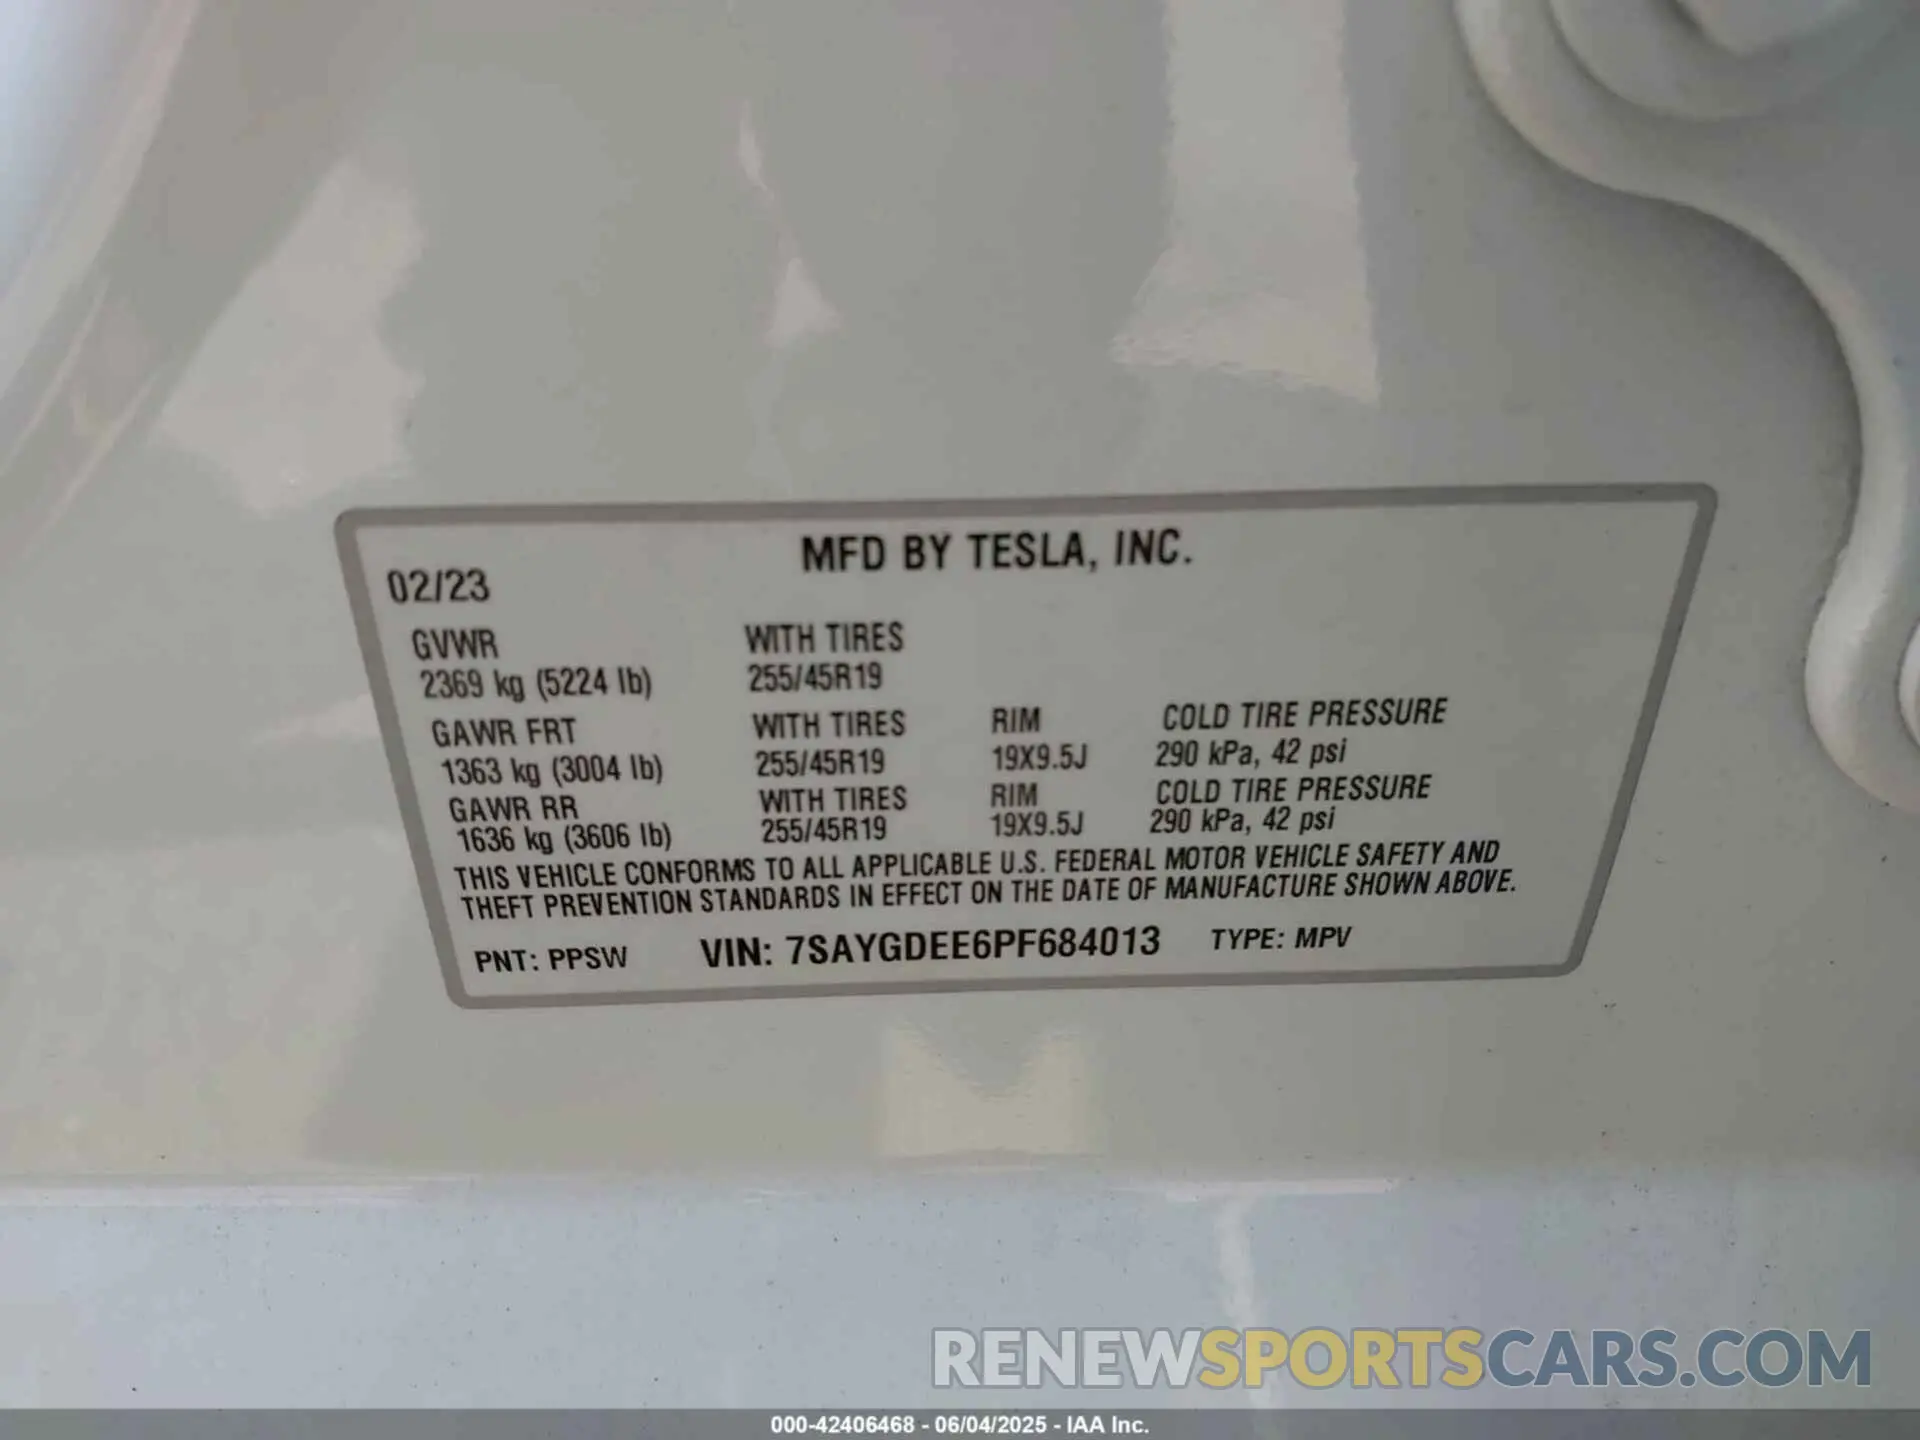 MFD BY TESLA, INC.
02/23
GVWR WITH TIRES
2369 kg (5224 lb) 255/45R19
GAWR FRT WITH TIRES RIM COLD TIRE PRESSURE
1363 kg (3004 lb) 255/45R19 19X9.5J 290 kPa, 42 psi
GAWR RR WITH TIRES RIM COLD TIRE PRESSURE
1636 kg (3606 lb) 255/45R19 19X9.5J 290 kPa, 42 psi
THIS VEHICLE CONFORMS TO ALL APPLICABLE U.S. FEDERAL MOTOR VEHICLE SAFETY AND
THEFT PREVENTION STANDARDS IN EFFECT ON THE DATE OF MANUFACTURE SHOWN ABOVE.
PNT: PPSW VIN: 7SAYGDEE6PF684013 TYPE: MPV
RENEWSPORTSCARS.COM
000-42406468 - 06/04/2025 - IAA Inc.